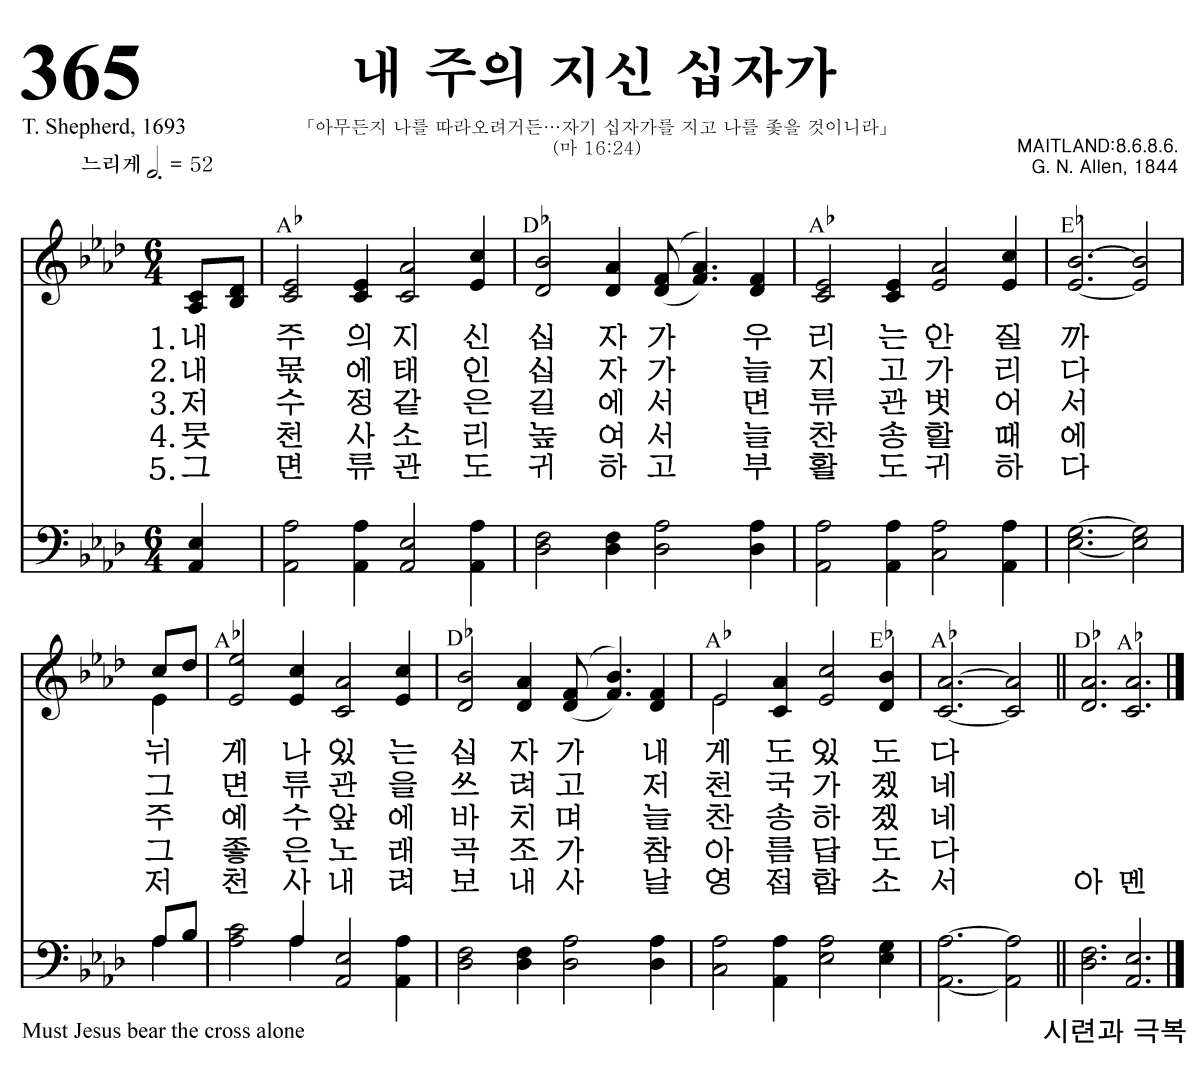 365
내 주의 지신 십자가
T. Shepherd, 1693
「아무든지 나를 따라오려거든…자기 십자가를 지고 나를 좇을 것이니라」
(마 16:24)
MAITLAND:8.6.8.6.
G. N. Allen, 1844
느리게 𝅗𝅥. = 52
A♭ D♭ A♭ E♭
6
4
1.내 주 의 지 신 십 자 가 우 리 는 안 질 까
2.내 몫 에 태 인 십 자 가 늘 지 고 가 리 다
3.저 수 정 같 은 길 에 서 면 류 관 벗 어 서
4.뭇 천 사 소 리 높 여 서 늘 찬 송 할 때 에
5.그 면 류 관 도 귀 하 고 부 활 도 귀 하 다
6
4
A♭ D♭ A♭ E♭ A♭ D♭ A♭
뉘 게 나 있 는 십 자 가 내 게 도 있 도 다
그 면 류 관 을 쓰 려 고 저 천 국 가 겠 네
주 예 수 앞 에 바 치 며 늘 찬 송 하 겠 네
그 좋 은 노 래 곡 조 가 참 아 름 답 도 다
저 천 사 내 려 보 내 사 날 영 접 합 소 서 아 멘
Must Jesus bear the cross alone
시련과 극복